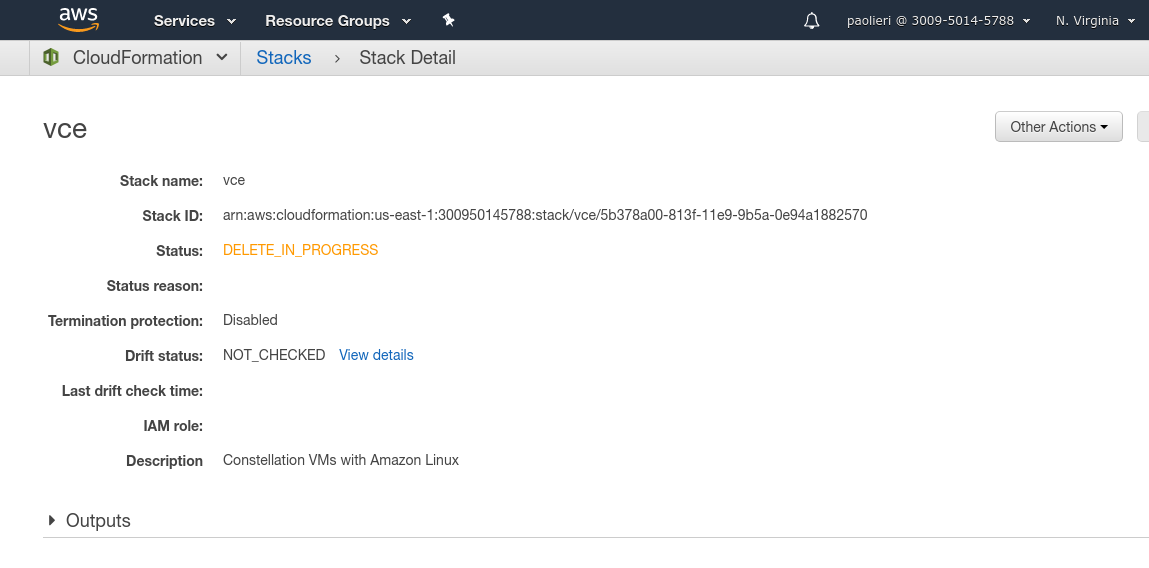 aws Services Resource Groups paolieri @ 3009-5014-5788 N. Virginia
CloudFormation Stacks › Stack Detail
vce Other Actions
Stack name: vce
Stack ID: arn:aws:cloudformation:us-east-1:300950145788:stack/vce/5b378a00-813f-11e9-9b5a-0e94a1882570
Status: DELETE_IN_PROGRESS
Status reason:
Termination protection: Disabled
Drift status: NOT_CHECKED View details
Last drift check time:
IAM role:
Description Constellation VMs with Amazon Linux
Outputs